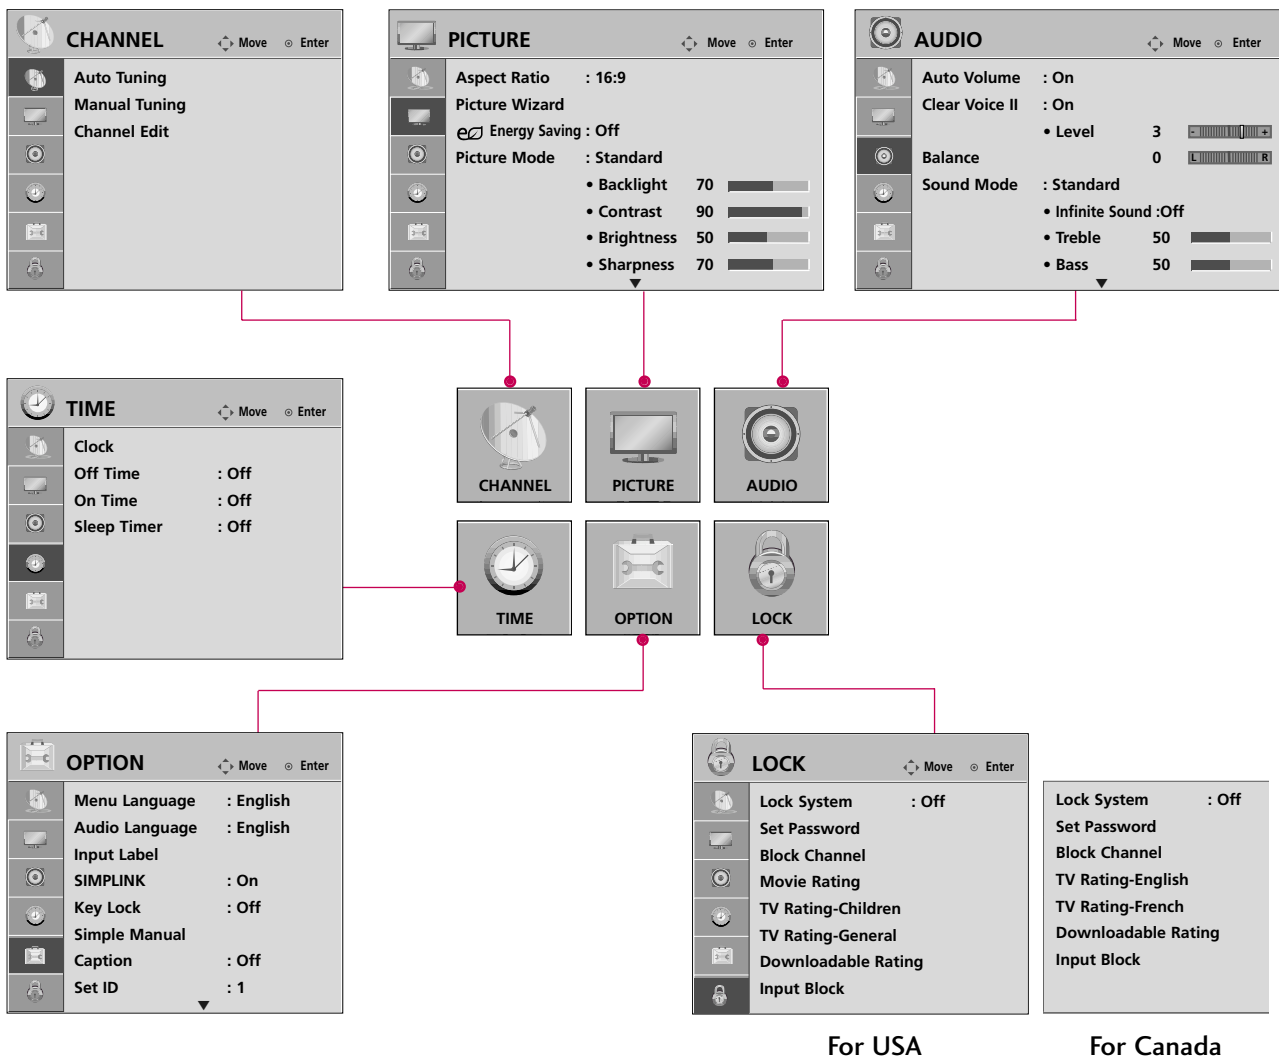 CHANNEL Move Enter
Auto Tuning
Manual Tuning
Channel Edit
PICTURE Move Enter
Aspect Ratio : 16:9
Picture Wizard
Energy Saving : Off
Picture Mode : Standard
• Backlight 70
• Contrast 90
• Brightness 50
• Sharpness 70
AUDIO Move Enter
Auto Volume : On
Clear Voice II : On
• Level 3 - +
Balance 0 L R
Sound Mode : Standard
• Infinite Sound :Off
• Treble 50
• Bass 50
TIME Move Enter
Clock
Off Time : Off
On Time : Off
Sleep Timer : Off
CHANNEL
PICTURE
AUDIO
TIME
OPTION
LOCK
OPTION Move Enter
Menu Language : English
Audio Language : English
Input Label
SIMPLINK : On
Key Lock : Off
Simple Manual
Caption : Off
Set ID : 1
LOCK Move Enter
Lock System : Off
Set Password
Block Channel
Movie Rating
TV Rating-Children
TV Rating-General
Downloadable Rating
Input Block
For USA
Lock System : Off
Set Password
Block Channel
TV Rating-English
TV Rating-French
Downloadable Rating
Input Block
For Canada